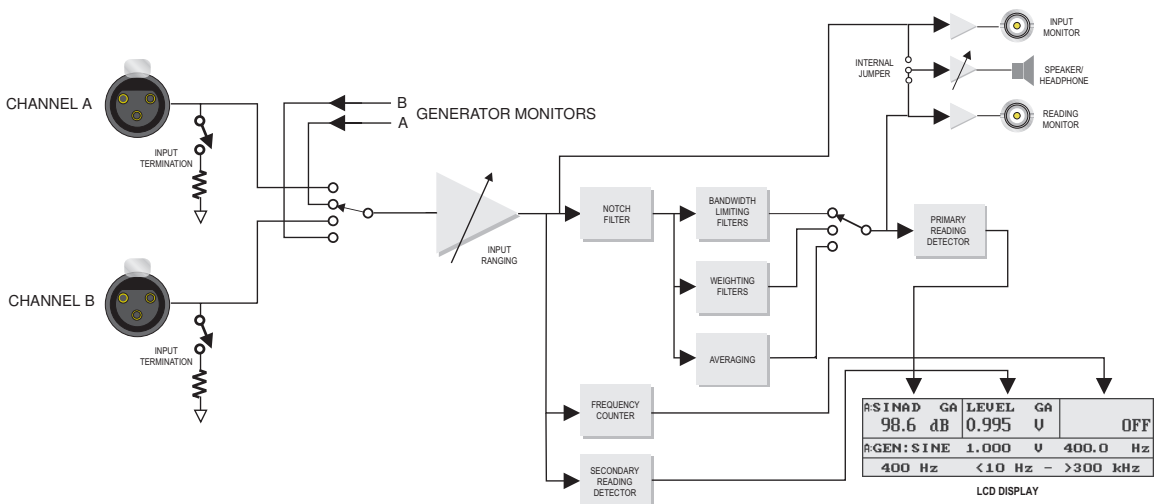 INPUT
MONITOR
INTERNAL
JUMPER
SPEAKER/
HEADPHONE
READING
MONITOR
CHANNEL A
B
A
GENERATOR MONITORS
INPUT
TERMINATION
INPUT
RANGING
NOTCH
FILTER
BANDWIDTH
LIMITING
FILTERS
PRIMARY
READING
DETECTOR
WEIGHTING
FILTERS
CHANNEL B
INPUT
TERMINATION
AVERAGING
FREQUENCY
COUNTER
SECONDARY
READING
DETECTOR
A:SINAD GA LEVEL GA
98.6 dB 0.995 V OFF
A:GEN:SINE 1.000 V 400.0 Hz
400 Hz <10 Hz - >300 kHz
LCD DISPLAY